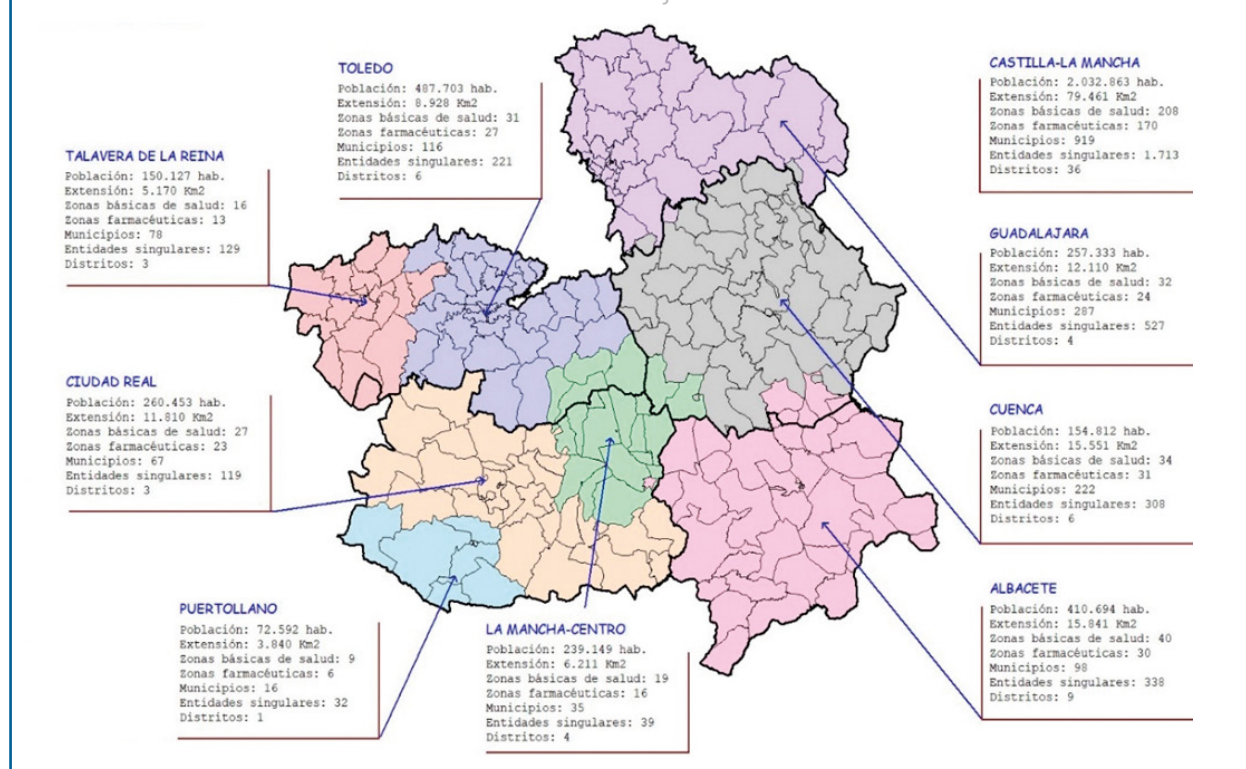 TOLEDO
Población: 487.703 hab.
Extensión: 8.928 Km2
Zonas básicas de salud: 31
Zonas farmacéuticas: 27
Municipios: 116
Entidades singulares: 221
Distritos: 6
TALAVERA DE LA REINA
Población: 150.127 hab.
Extensión: 5.170 Km2
Zonas básicas de salud: 16
Zonas farmacéuticas: 13
Municipios: 78
Entidades singulares: 129
Distritos: 3
CIUDAD REAL
Población: 260.453 hab.
Extensión: 11.810 Km2
Zonas básicas de salud: 27
Zonas farmacéuticas: 23
Municipios: 67
Entidades singulares: 119
Distritos: 3
PUERTOLLANO
Población: 72.592 hab.
Extensión: 3.840 Km2
Zonas básicas de salud: 9
Zonas farmacéuticas: 6
Municipios: 16
Entidades singulares: 32
Distritos: 1
LA MANCHA-CENTRO
Población: 239.149 hab.
Extensión: 6.211 Km2
Zonas básicas de salud: 19
Zonas farmacéuticas: 16
Municipios: 35
Entidades singulares: 39
Distritos: 4
CASTILLA-LA MANCHA
Población: 2.032.863 hab.
Extensión: 79.461 Km2
Zonas básicas de salud: 208
Zonas farmacéuticas: 170
Municipios: 919
Entidades singulares: 1.713
Distritos: 36
GUADALAJARA
Población: 257.333 hab.
Extensión: 12.110 Km2
Zonas básicas de salud: 32
Zonas farmacéuticas: 24
Municipios: 287
Entidades singulares: 527
Distritos: 4
CUENCA
Población: 154.812 hab.
Extensión: 15.551 Km2
Zonas básicas de salud: 34
Zonas farmacéuticas: 31
Municipios: 222
Entidades singulares: 308
Distritos: 6
ALBACETE
Población: 410.694 hab.
Extensión: 15.841 Km2
Zonas básicas de salud: 40
Zonas farmacéuticas: 30
Municipios: 98
Entidades singulares: 338
Distritos: 9